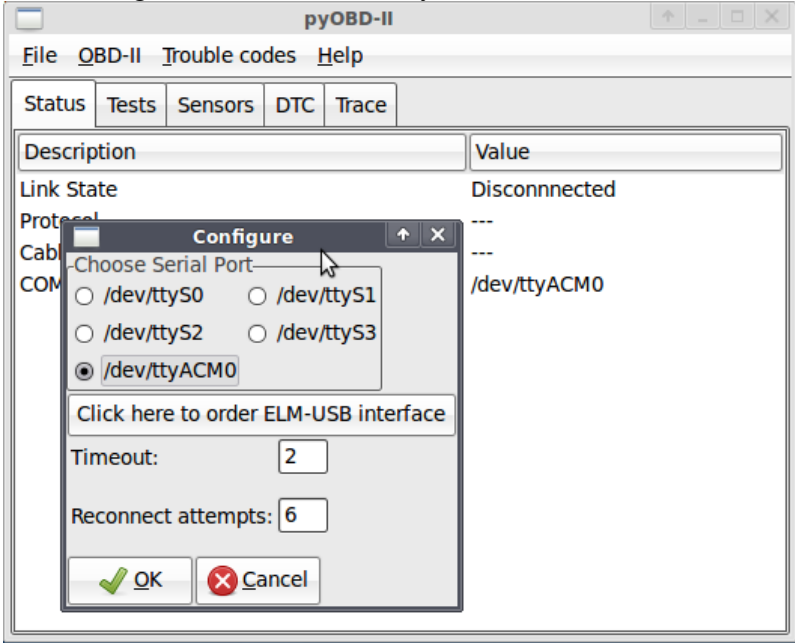 pyOBD-II
File OBD-II Trouble codes Help
Status Tests Sensors DTC Trace
Description Value
Link State Disconnnected
---
---
COM /dev/ttyACM0
Configure
Choose Serial Port
/dev/ttyS0 /dev/ttyS1
/dev/ttyS2 /dev/ttyS3
/dev/ttyACM0
Click here to order ELM-USB interface
Timeout: 2
Reconnect attempts: 6
OK Cancel